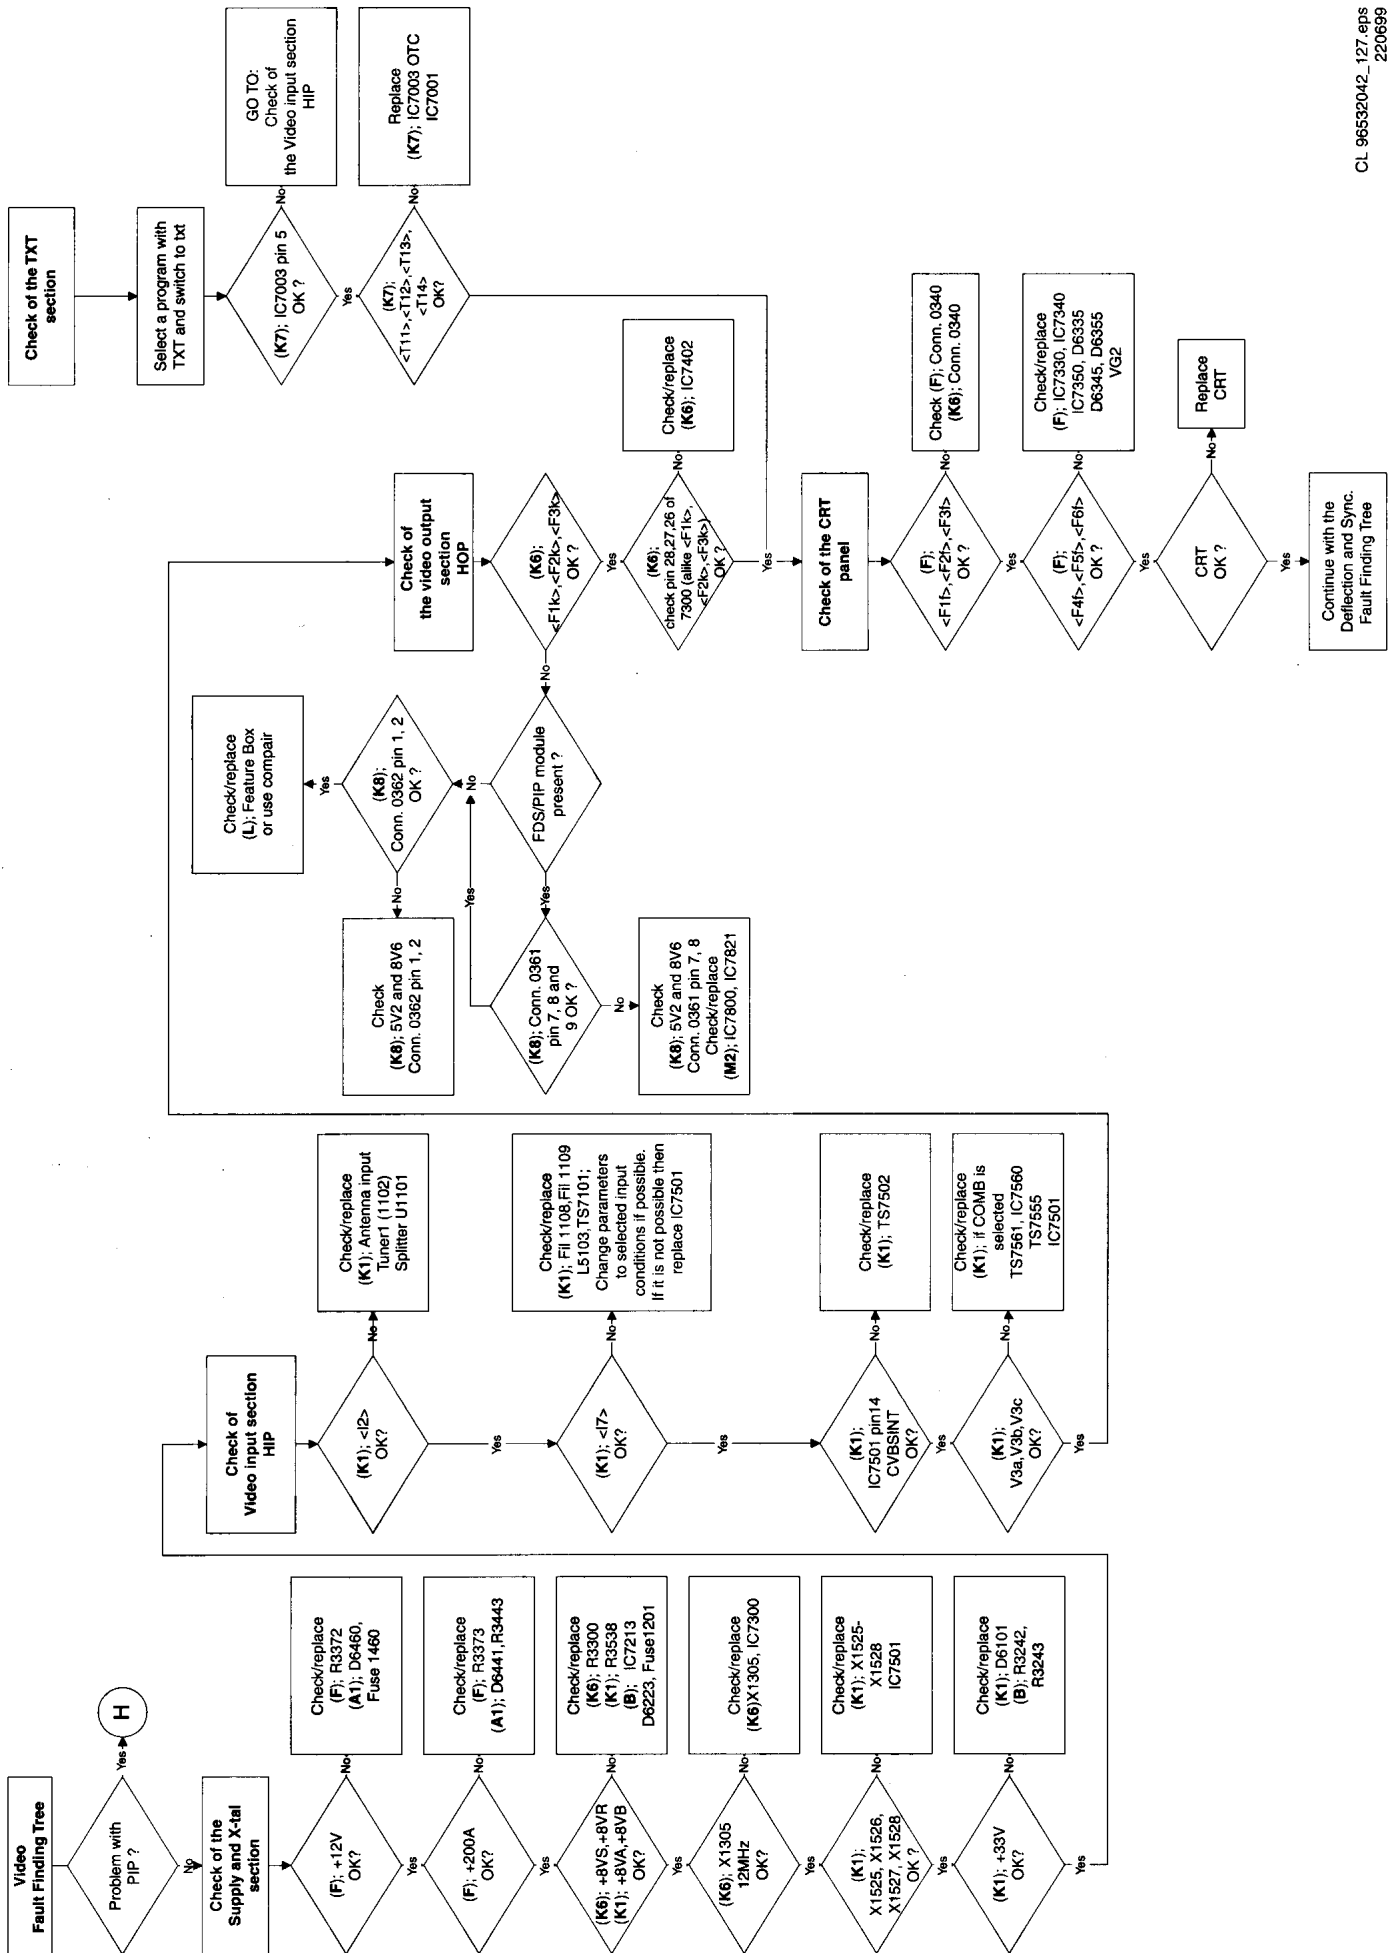 Video
Fault Finding Tree
Problem with
PIP ?
Yes
H
No
Check of the
Supply and X-tal
section
(F); +12V
OK?
No
Check/replace
(F); R3372
(A1); D6460,
Fuse 1460
Yes
(F); +200A
OK?
No
Check/replace
(F); R3373
(A1); D6441,R3443
Yes
(K6); +8VS,+8VR
(K1); +8VA,+8VB
OK?
No
Check/replace
(K6); R3300
(K1); R3538
(B); IC7213
D6223, Fuse1201
Yes
(K6); X1305
12MHz
OK?
No
Check/replace
(K6)X1305, IC7300
Yes
(K1);
X1525, X1526,
X1527, X1528
OK ?
No
Check/replace
(K1); X1525-
X1528
IC7501
Yes
(K1); +33V
OK?
No
Check/replace
(K1); D6101
(B); R3242,
R3243
Yes
Check of
Video input section
HIP
(K1); <I2>
OK?
No
Check/replace
(K1); Antenna input
Tuner1 (1102)
Splitter U1101
Yes
(K1); <I7>
OK?
No
Check/replace
(K1); Fil 1108,Fil 1109
L5103,TS7101;
Change parameters
to selected input
conditions if possible.
If it is not possible then
replace IC7501
Yes
(K1);
IC7501 pin14
CVBSINT
OK?
No
Check/replace
(K1); TS7502
Yes
(K1);
V3a,V3b,V3c
OK?
No
Check/replace
(K1); if COMB is
selected
TS7561, IC7560
TS7555
IC7501
Yes
Check of
the video output
section
HOP
(K6);
<F1k>,<F2k>,<F3k>
OK ?
No
FDS/PIP module
present ?
No
(K8);
Conn. 0362 pin 1, 2
OK ?
Yes
Check/replace
(L); Feature Box
or use compair
No
Check
(K8); 5V2 and 8V6
Conn. 0362 pin 1, 2
Yes
(K8); Conn. 0361
pin 7, 8 and
9 OK ?
Yes
No
Check
(K8); 5V2 and 8V6
Conn. 0361 pin 7, 8
Check/replace
(M2); IC7800, IC7821
Yes
(K6);
check pin 28,27,26 of
7300 (alike <F1k>,
<F2k>,<F3k>)
OK ?
No
Check/replace
(K6); IC7402
Yes
Check of the CRT
panel
(F);
<F1f>,<F2f>,<F3f>
OK ?
No
Check (F); Conn. 0340
(K6); Conn. 0340
Yes
(F);
<F4f>,<F5f>,<F6f>
OK ?
No
Check/replace
(F); IC7330, IC7340
IC7350, D6335
D6345, D6355
VG2
Yes
CRT
OK ?
No
Replace
CRT
Yes
Continue with the
Deflection and Sync.
Fault Finding Tree
Check of the TXT
section
Select a program with
TXT and switch to txt
(K7); IC7003 pin 5
OK ?
No
GO TO:
Check of
the Video input section
HIP
Yes
(K7);
<T11>,<T12>,<T13>,
<T14>
OK?
No
Replace
(K7); IC7003 OTC
IC7001
CL 96532042_127.eps
220699